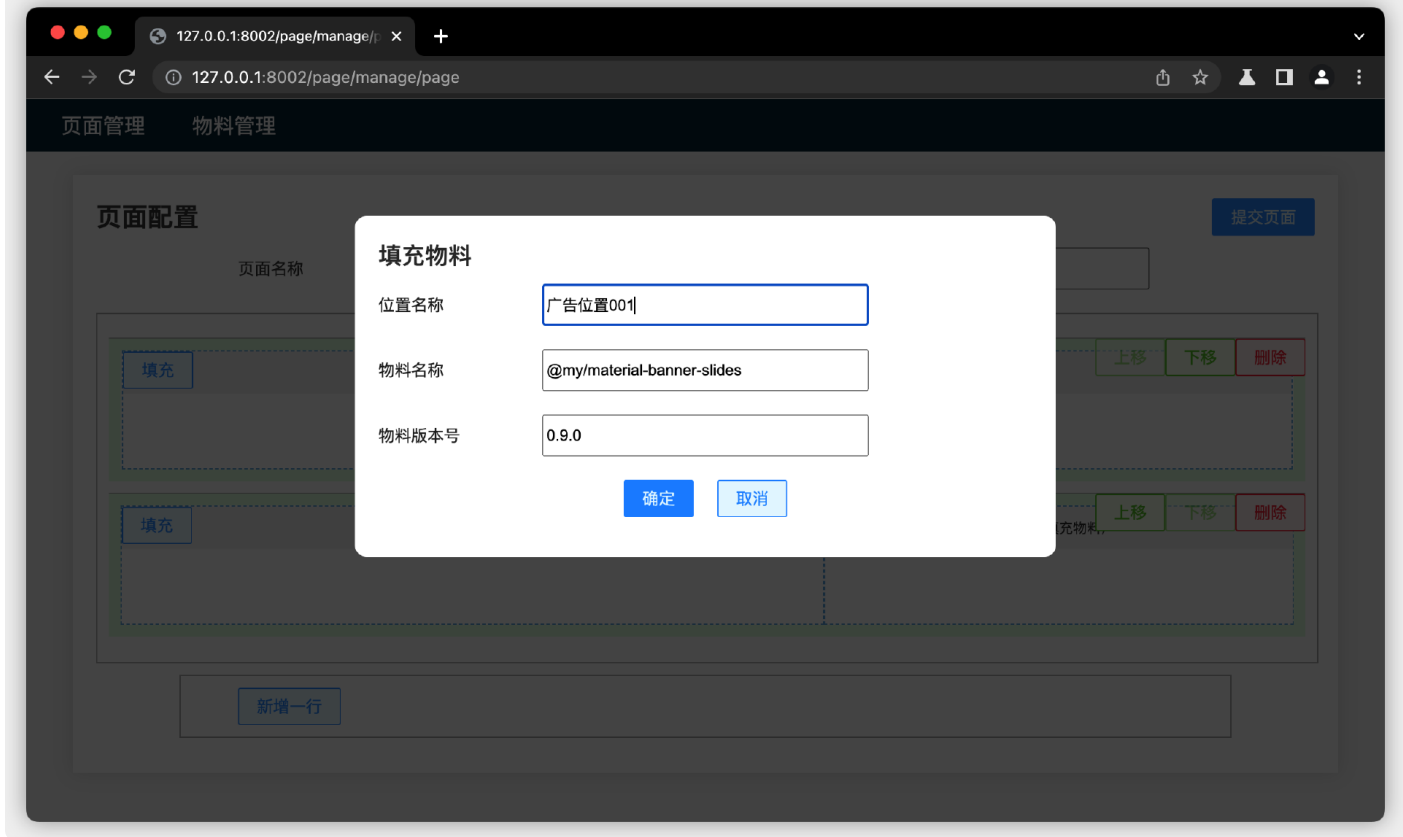 127.0.0.1:8002/page/manage/p
127.0.0.1:8002/page/manage/page
页面管理 物料管理
页面配置
提交页面
页面名称
填充物料
位置名称 广告位置001
物料名称 @my/material-banner-slides
物料版本号 0.9.0
确定 取消
填充 上移 下移 删除
填充 充物料/ 上移 下移 删除
新增一行